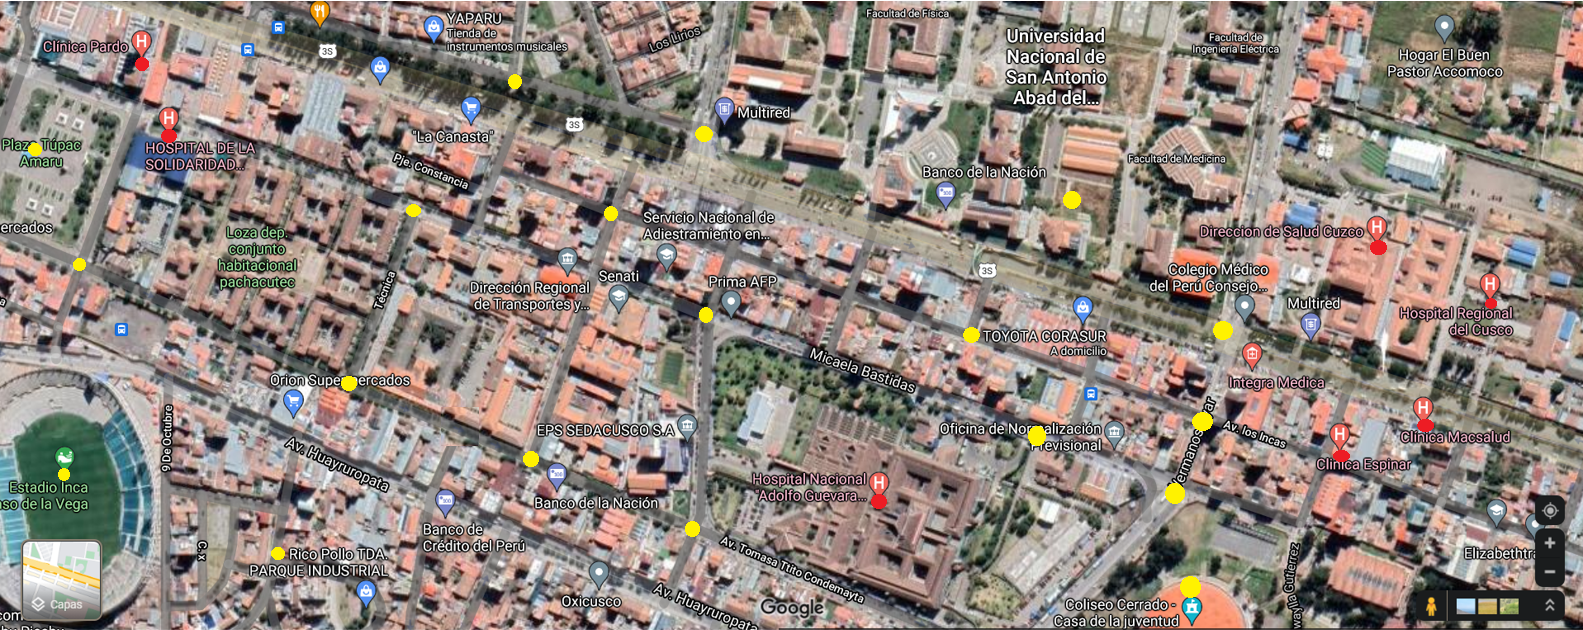 YAPARU
Tienda de
instrumentos musicales
Clínica Pardo
3S
Los Lirios
Facultad de Física
Universidad
Nacional de
San Antonio
Abad del...
Facultad de
Ingeniería Eléctrica
Hogar El Buen
Pastor Accomoco
Multired
"La Canasta"
3S
Plaza Túpac
Amaru
HOSPITAL DE LA
SOLIDARIDAD...
Pje. Constancia
Banco de la Nación
Facultad de Medicina
ercados
Loza dep.
conjunto
habitacional
pachacutec
Servicio Nacional de
Adiestramiento en...
Direccion de Salud Cuzco
Técnica
Dirección Regional
de Transportes y...
Senati
Prima AFP
3S
Colegio Médico
del Perú Consejo...
Multired
Hospital Regional
del Cusco
TOYOTA CORASUR
A domicilio
Micaela Bastidas
Integra Medica
Orion Supermercados
9 De Octubre
Av. Huayruropata
EPS SEDACUSCO S.A
Oficina de Normalización
Previsional
Av. los Incas
Clínica Macsalud
Clínica Espinar
Estadio Inca
aso de la Vega
Banco de la Nación
Hospital Nacional
"Adolfo Guevara...
Banco de
Crédito del Perú
Rico Pollo TDA.
PARQUE INDUSTRIAL
C. x
Oxicusco
Av. Tomasa Ttito Condemayta
Av. Huayruropata
Elizabethtra
Capas
Google
Coliseo Cerrado -
Casa de la juventud